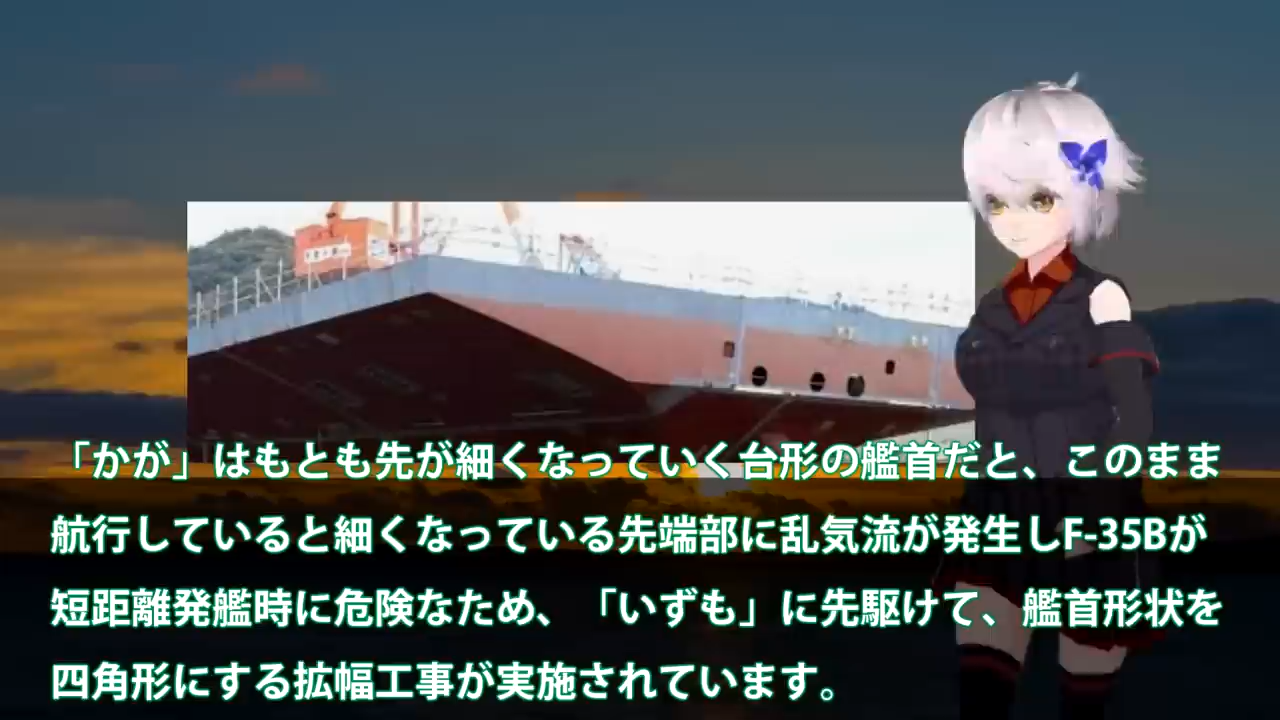 「かが」はもとも先が細くなっていく台形の艦首だと、このまま
航行していると細くなっている先端部に乱気流が発生しF-35Bが
短距離発艦時に危険なため、「いずも」に先駆けて、艦首形状を
四角形にする拡幅工事が実施されています。